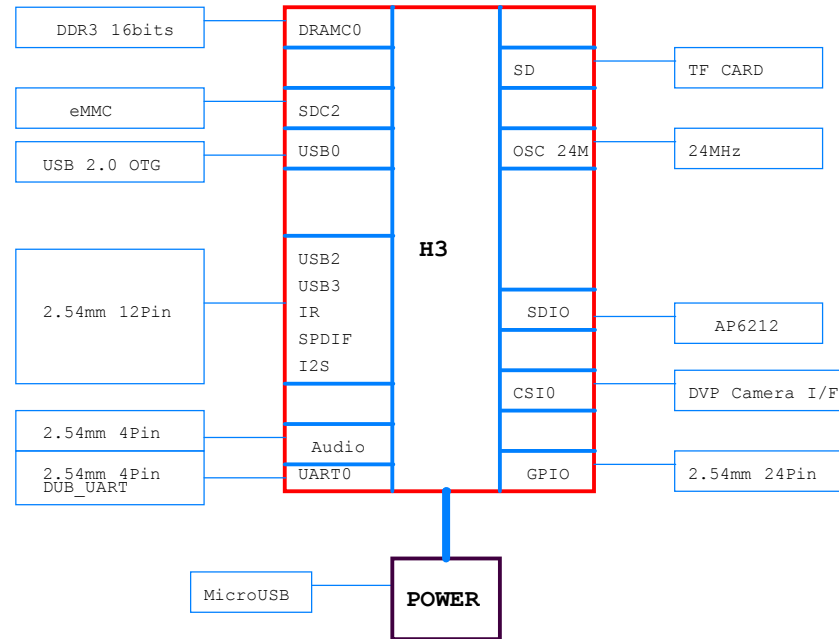 DDR3 16bits
DRAMC0
SD
TF CARD
eMMC
SDC2
USB 2.0 OTG
USB0
OSC 24M
24MHz
H3
2.54mm 12Pin
USB2
USB3
IR
SPDIF
I2S
SDIO
AP6212
CSI0
DVP Camera I/F
2.54mm 4Pin
Audio
2.54mm 4Pin
DUB_UART
UART0
GPIO
2.54mm 24Pin
MicroUSB
POWER